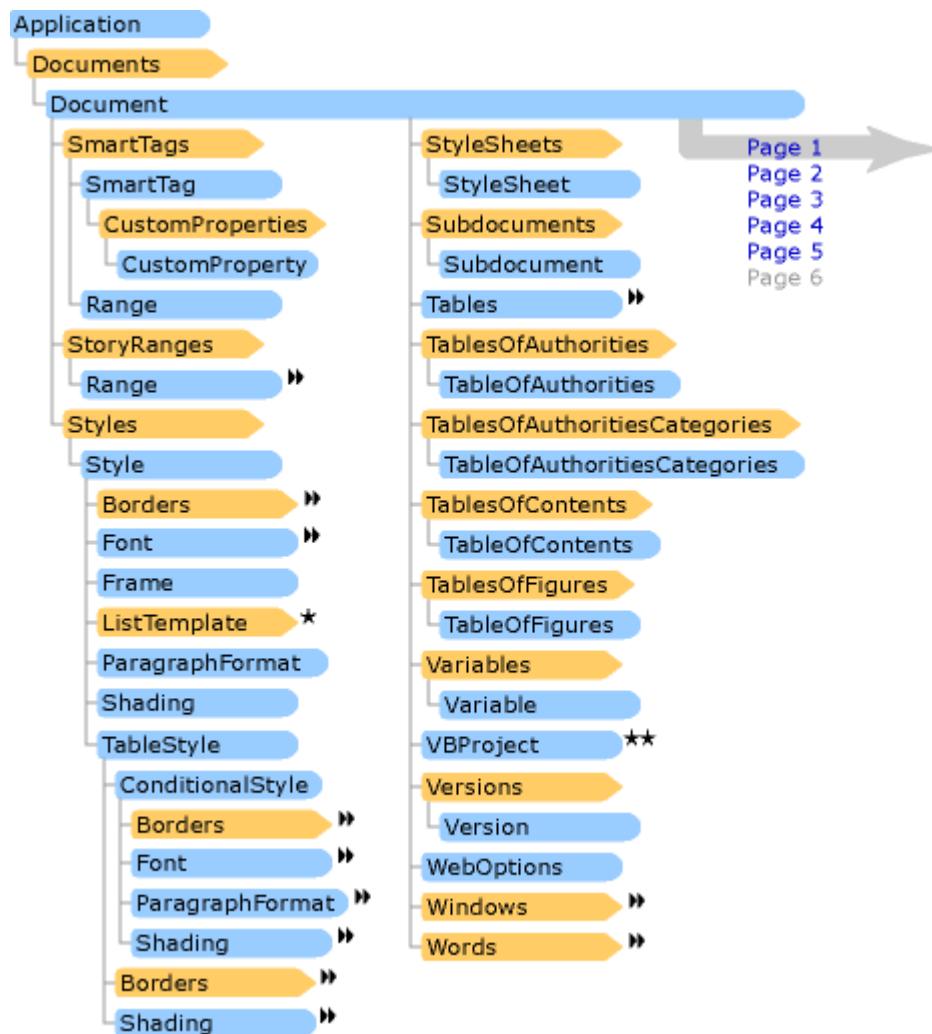 Application
Documents
Document
SmartTags
SmartTag
CustomProperties
CustomProperty
Range
StoryRanges
Range
Styles
Style
Borders
Font
Frame
ListTemplate
ParagraphFormat
Shading
TableStyle
ConditionalStyle
Borders
Font
ParagraphFormat
Shading
Borders
Shading
StyleSheets
StyleSheet
Subdocuments
Subdocument
Tables
TablesOfAuthorities
TableOfAuthorities
TablesOfAuthoritiesCategories
TableOfAuthoritiesCategories
TablesOfContents
TableOfContents
TablesOfFigures
TableOfFigures
Variables
Variable
VBProject
Versions
Version
WebOptions
Windows
Words
Page 1
Page 2
Page 3
Page 4
Page 5
Page 6